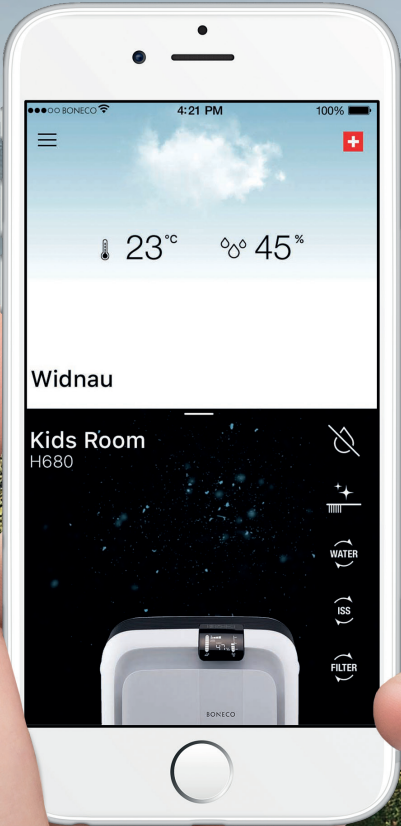 ●●●○○ BONECO 4:21 PM 100%
23°C 45%
Widnau
Kids Room
H680
WATER
ISS
FILTER
BONECO